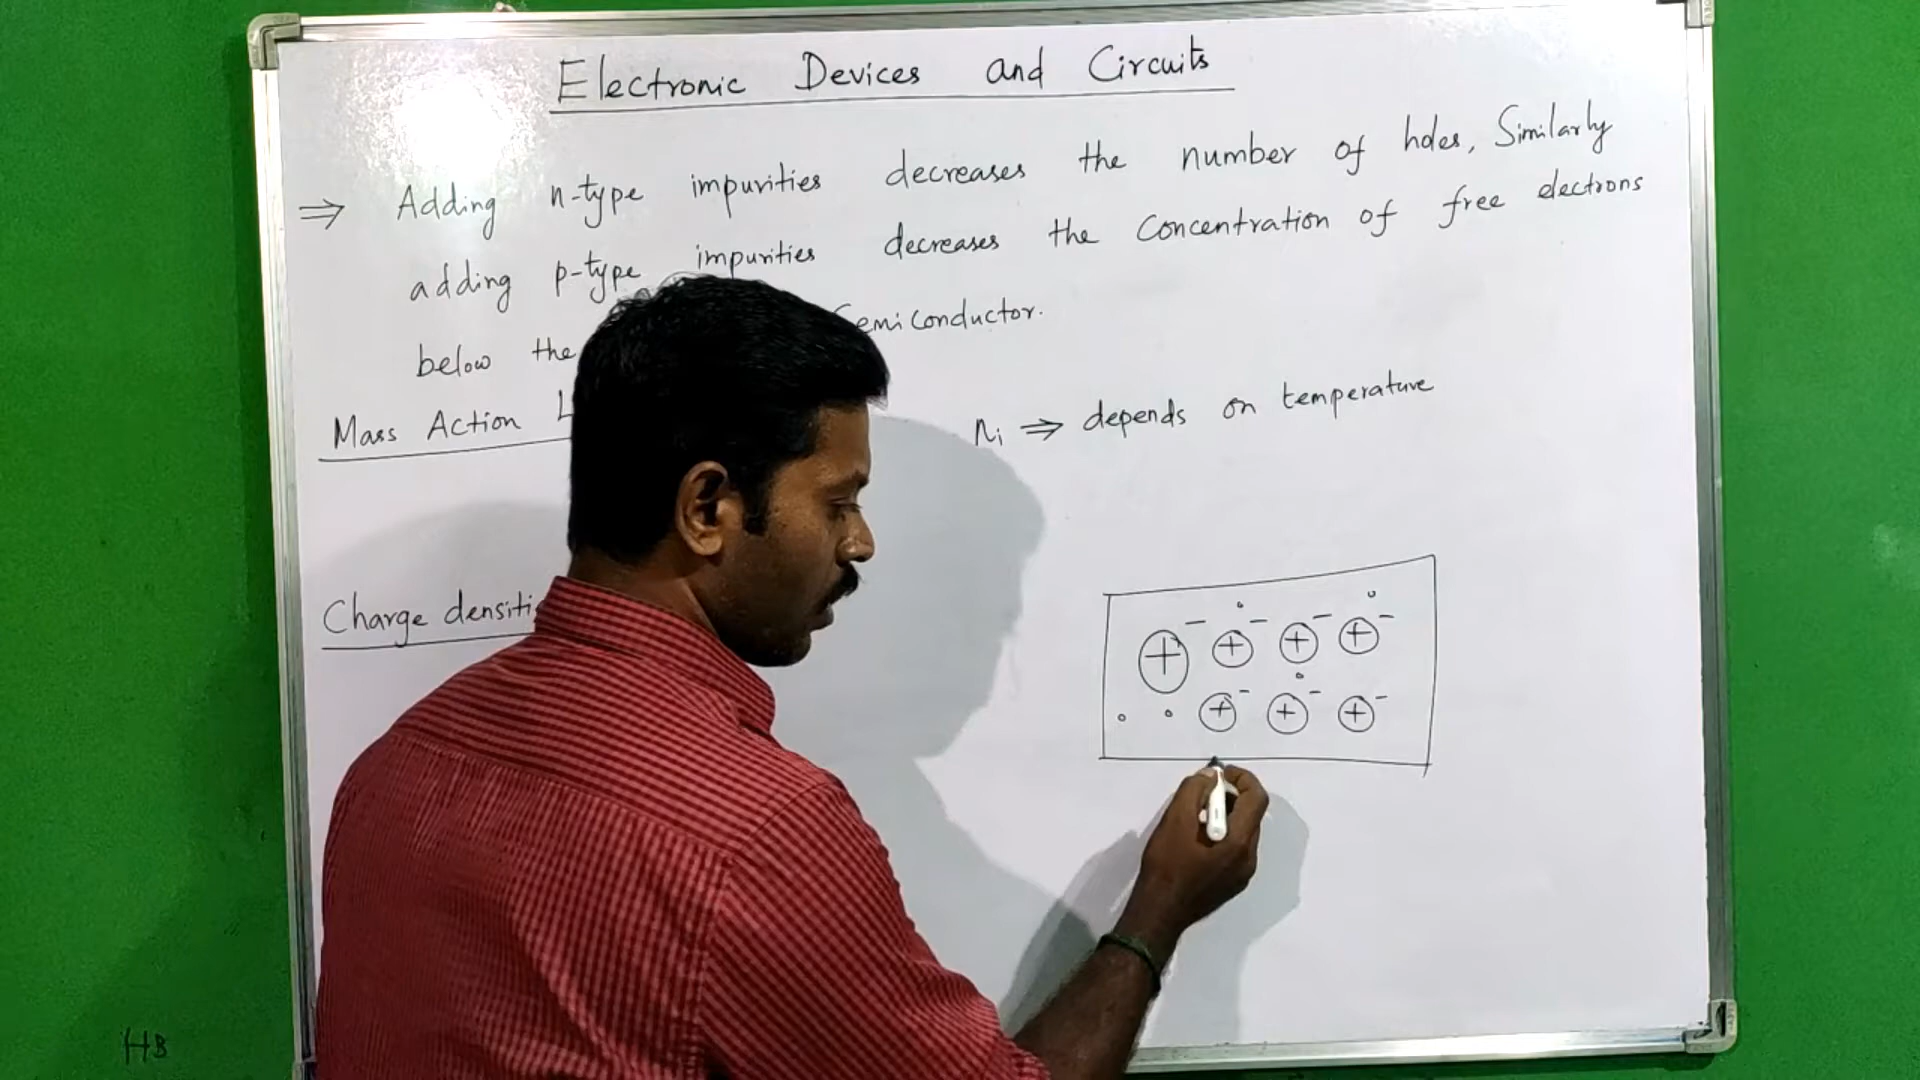 Electronic Devices and Circuits
⇒ Adding n-type impurities decreases the number of holes, Similarly
adding p-type impurities decreases the Concentration of free electrons
below the Semiconductor.
Mass Action
ni ⇒ depends on temperature
Charge densiti
+ − + − + − + −
+ − + − + −
HB